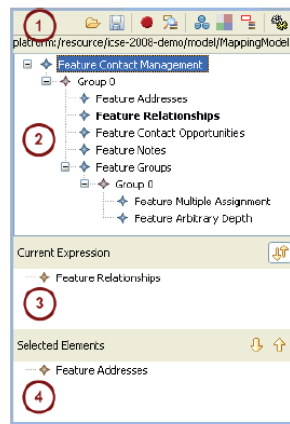 1
platform:/resource/icse-2008-demo/model/MappingModel
Feature Contact Management
Group 0
Feature Addresses
Feature Relationships
2
Feature Contact Opportunities
Feature Notes
Feature Groups
Group 0
Feature Multiple Assignment
Feature Arbitrary Depth
Current Expression
Feature Relationships
3
Selected Elements
Feature Addresses
4